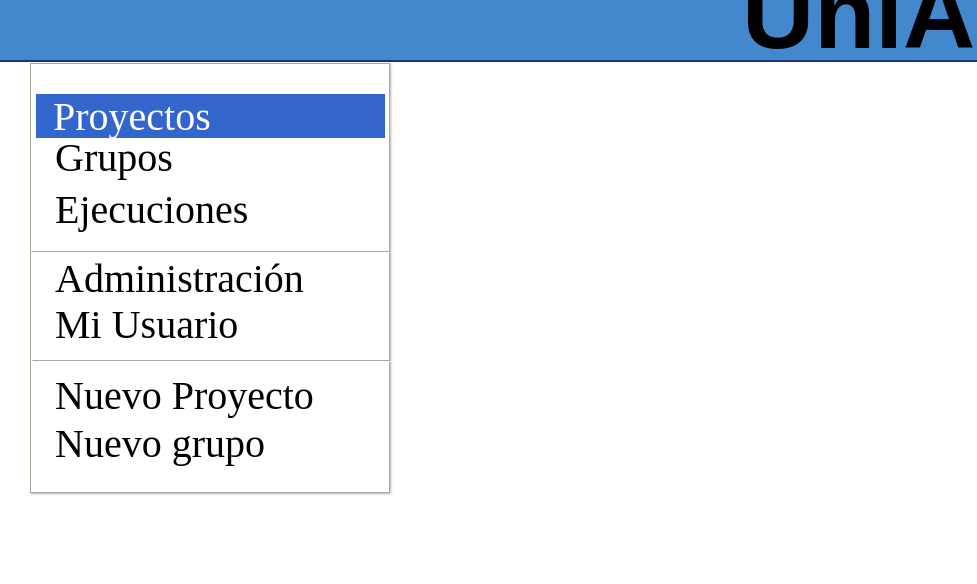 UniA
Proyectos
Grupos
Ejecuciones
Administración
Mi Usuario
Nuevo Proyecto
Nuevo grupo